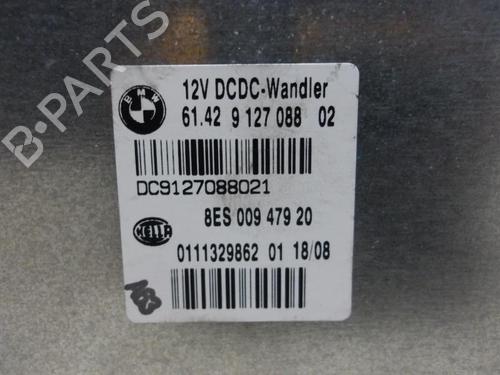 B-Parts
BMW
12V DCDC-Wandler
61.42 9 127 088 02
DC9127088021
8ES 009 479 20
HELLA
0111329862 01 18/08